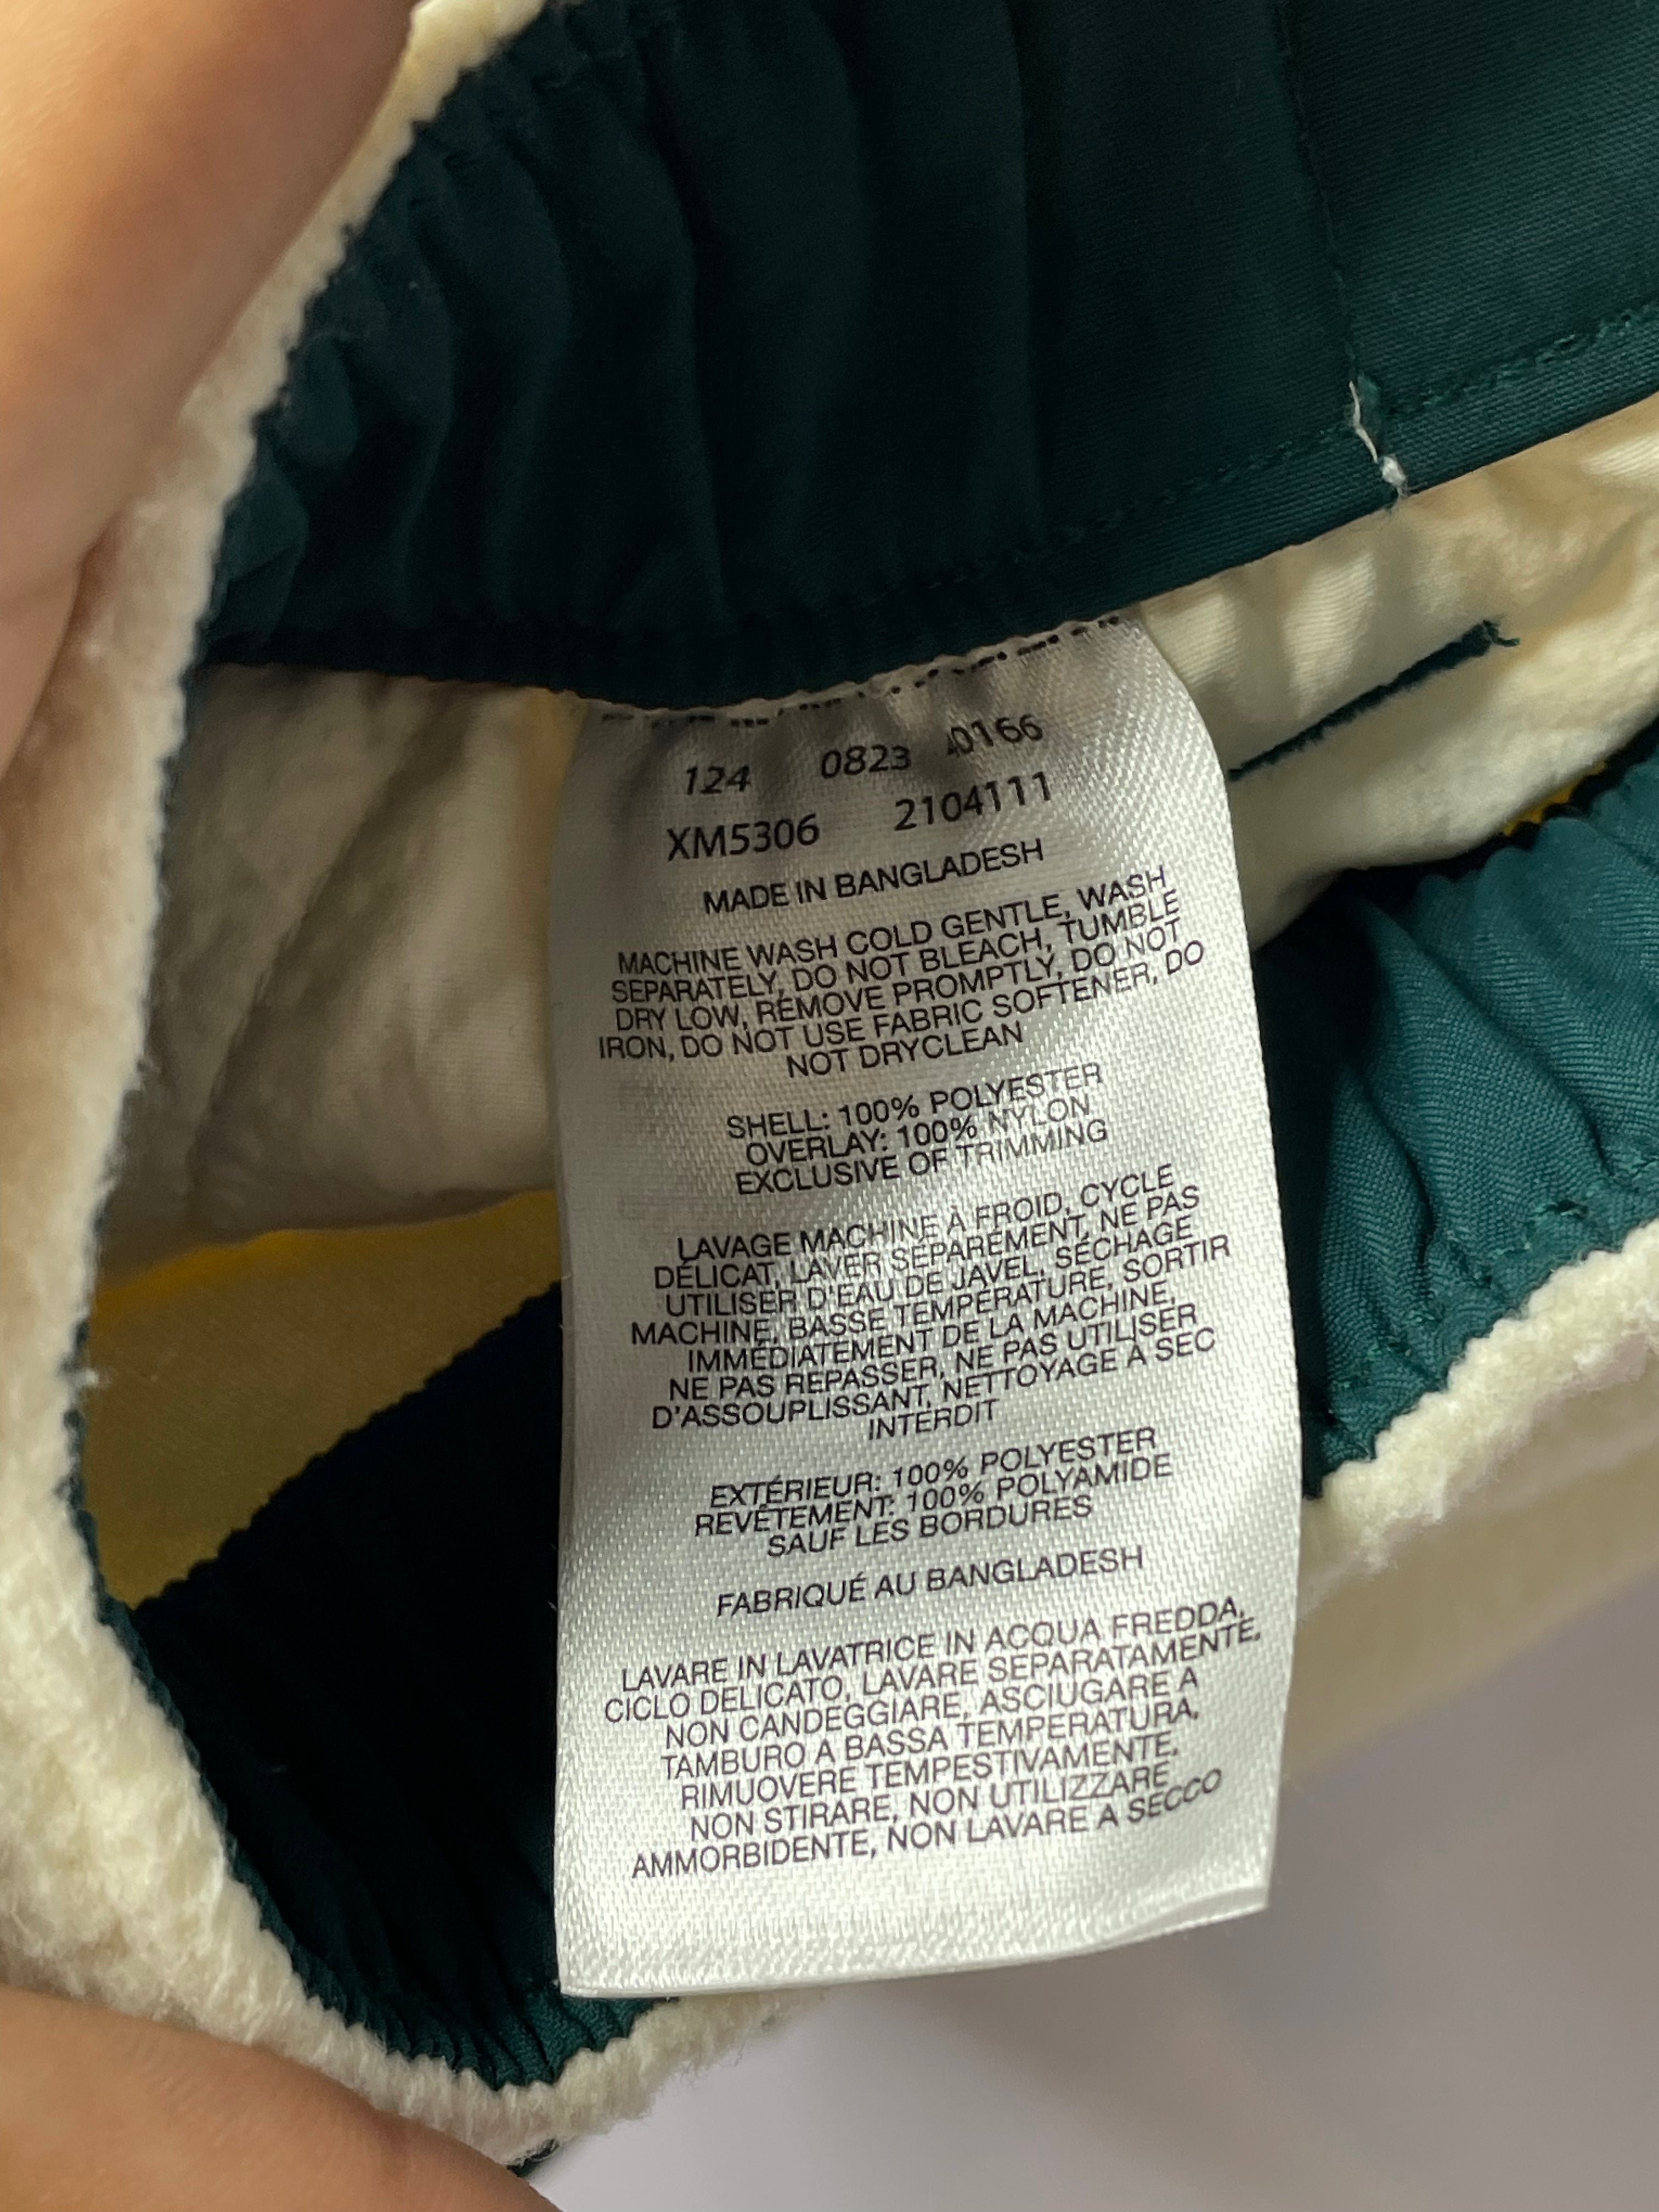 124 0823 0166
XM5306 2104111
MADE IN BANGLADESH
MACHINE WASH COLD GENTLE, WASH
SEPARATELY, DO NOT BLEACH, TUMBLE
DRY LOW, REMOVE PROMPTLY, DO NOT
IRON, DO NOT USE FABRIC SOFTENER, DO
NOT DRYCLEAN
SHELL: 100% POLYESTER
OVERLAY: 100% NYLON
EXCLUSIVE OF TRIMMING
LAVAGE MACHINE À FROID, CYCLE
DÉLICAT, LAVER SÉPARÉMENT, NE PAS
UTILISER D'EAU DE JAVEL, SÉCHAGE
MACHINE, BASSE TEMPÉRATURE, SORTIR
IMMÉDIATEMENT DE LA MACHINE,
NE PAS REPASSER, NE PAS UTILISER
D'ASSOUPLISSANT, NETTOYAGE À SEC
INTERDIT
EXTÉRIEUR: 100% POLYESTER
REVÊTEMENT: 100% POLYAMIDE
SAUF LES BORDURES
FABRIQUÉ AU BANGLADESH
LAVARE IN LAVATRICE IN ACQUA FREDDA,
CICLO DELICATO, LAVARE SEPARATAMENTE,
NON CANDEGGIARE, ASCIUGARE A
TAMBURO A BASSA TEMPERATURA,
RIMUOVERE TEMPESTIVAMENTE,
NON STIRARE, NON UTILIZZARE
AMMORBIDENTE, NON LAVARE A SECCO